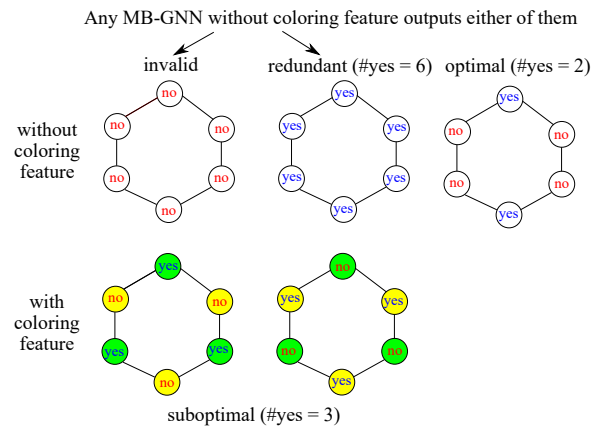 Any MB-GNN without coloring feature outputs either of them
invalid
redundant (#yes = 6)
optimal (#yes = 2)
without
coloring
feature
no
no
no
no
no
no
yes
yes
yes
yes
yes
yes
yes
no
no
no
no
yes
with
coloring
feature
yes
no
no
yes
yes
no
no
yes
yes
no
no
yes
suboptimal (#yes = 3)